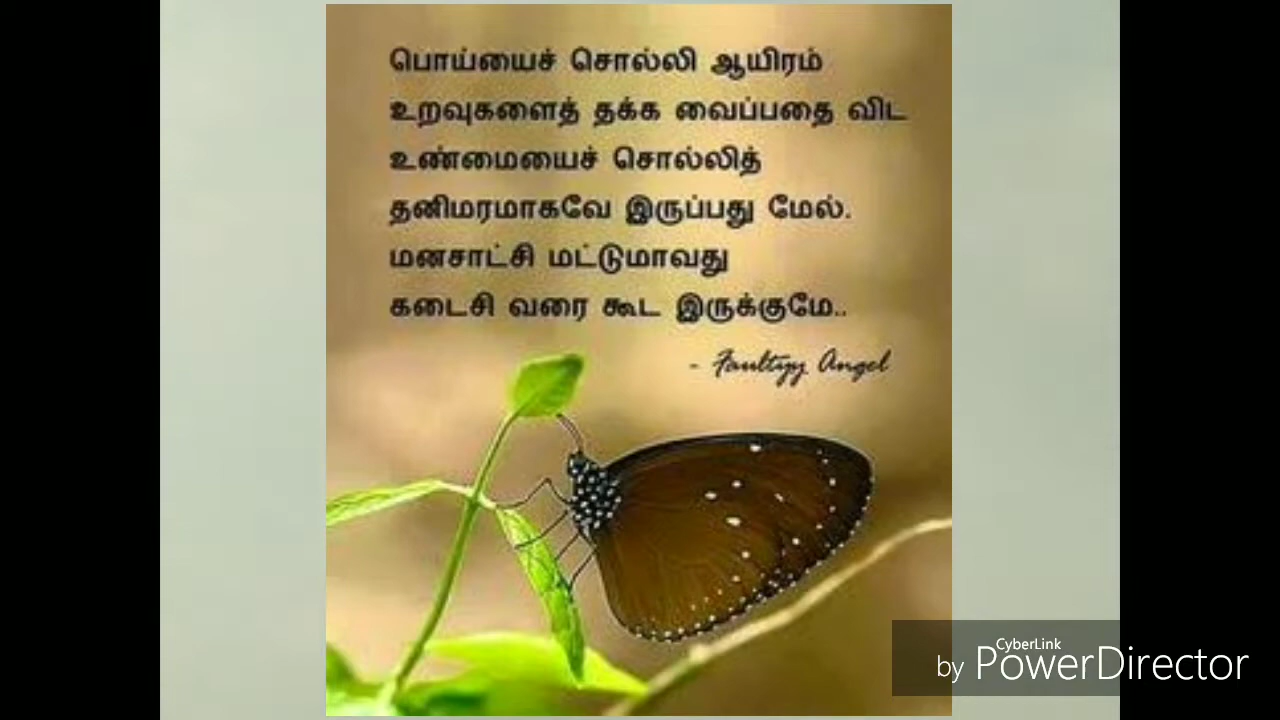 பொய்யைச் சொல்லி ஆயிரம்
உறவுகளைத் தக்க வைப்பதை விட
உண்மையைச் சொல்லித்
தனிமரமாகவே இருப்பது மேல்.
மனசாட்சி மட்டுமாவது
கடைசி வரை கூட இருக்குமே..
- Faultyy Angel
CyberLink
by PowerDirector